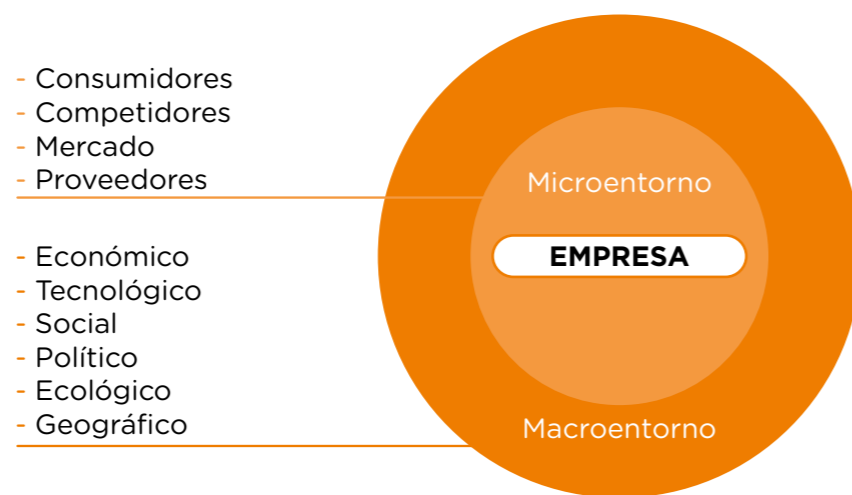 - Consumidores
- Competidores
- Mercado
- Proveedores
Microentorno
EMPRESA
- Económico
- Tecnológico
- Social
- Político
- Ecológico
- Geográfico
Macroentorno